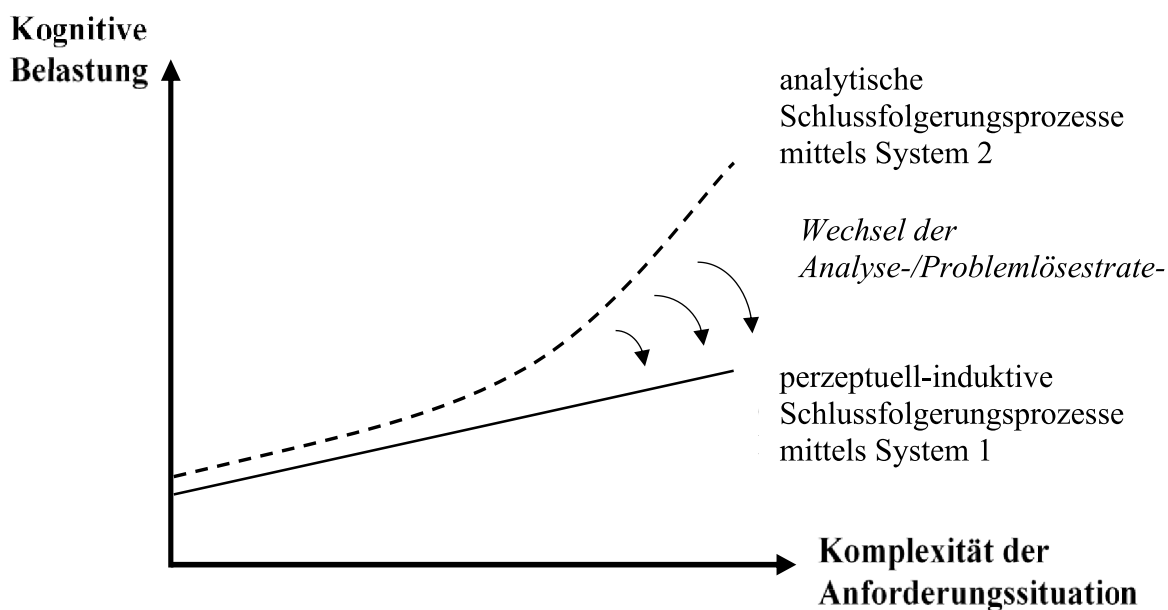 Kognitive
Belastung
analytische
Schlussfolgerungsprozesse
mittels System 2
Wechsel der
Analyse-/Problemlösestrate-
perzeptuell-induktive
Schlussfolgerungsprozesse
mittels System 1
Komplexität der
Anforderungssituation